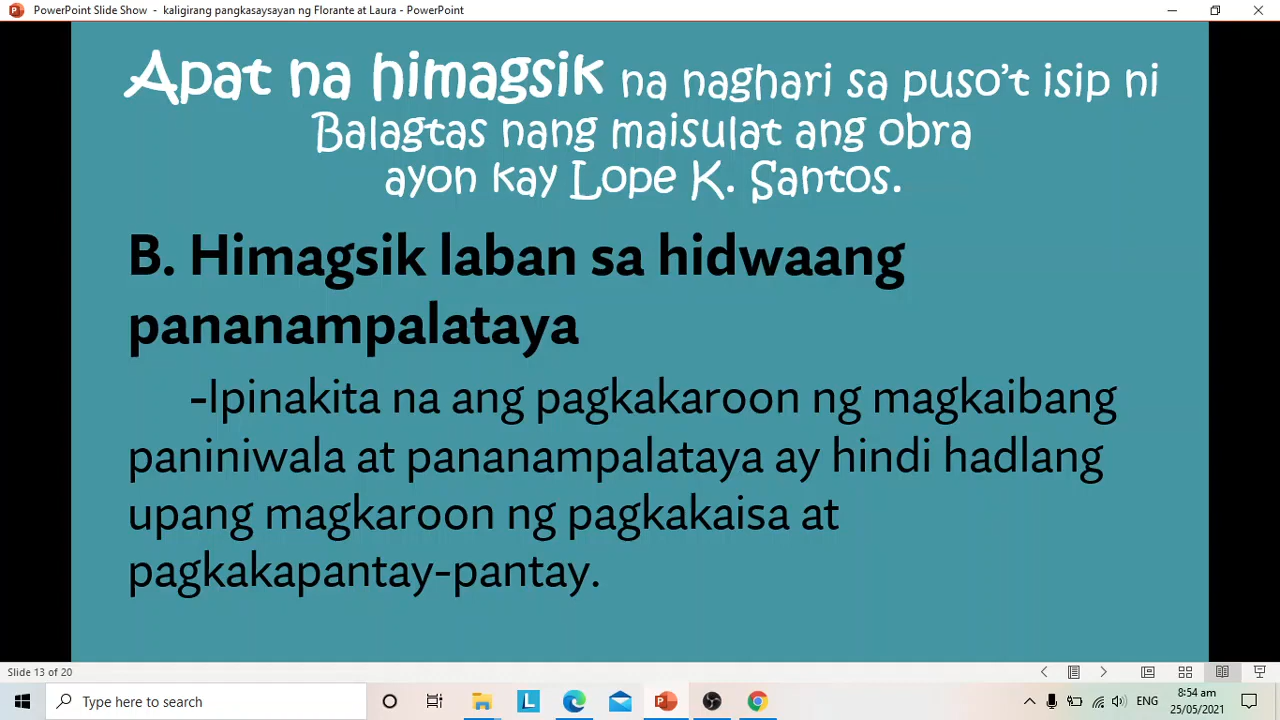 PowerPoint Slide Show - kaligirang pangkasaysayan ng Florante at Laura - PowerPoint
Apat na himagsik na naghari sa puso’t isip ni
Balagtas nang maisulat ang obra
ayon kay Lope K. Santos.
B. Himagsik laban sa hidwaang
pananampalataya
-Ipinakita na ang pagkakaroon ng magkaibang
paniniwala at pananampalataya ay hindi hadlang
upang magkaroon ng pagkakaisa at
pagkakapantay-pantay.
Slide 13 of 20
Type here to search
L
ENG
8:54 am
25/05/2021